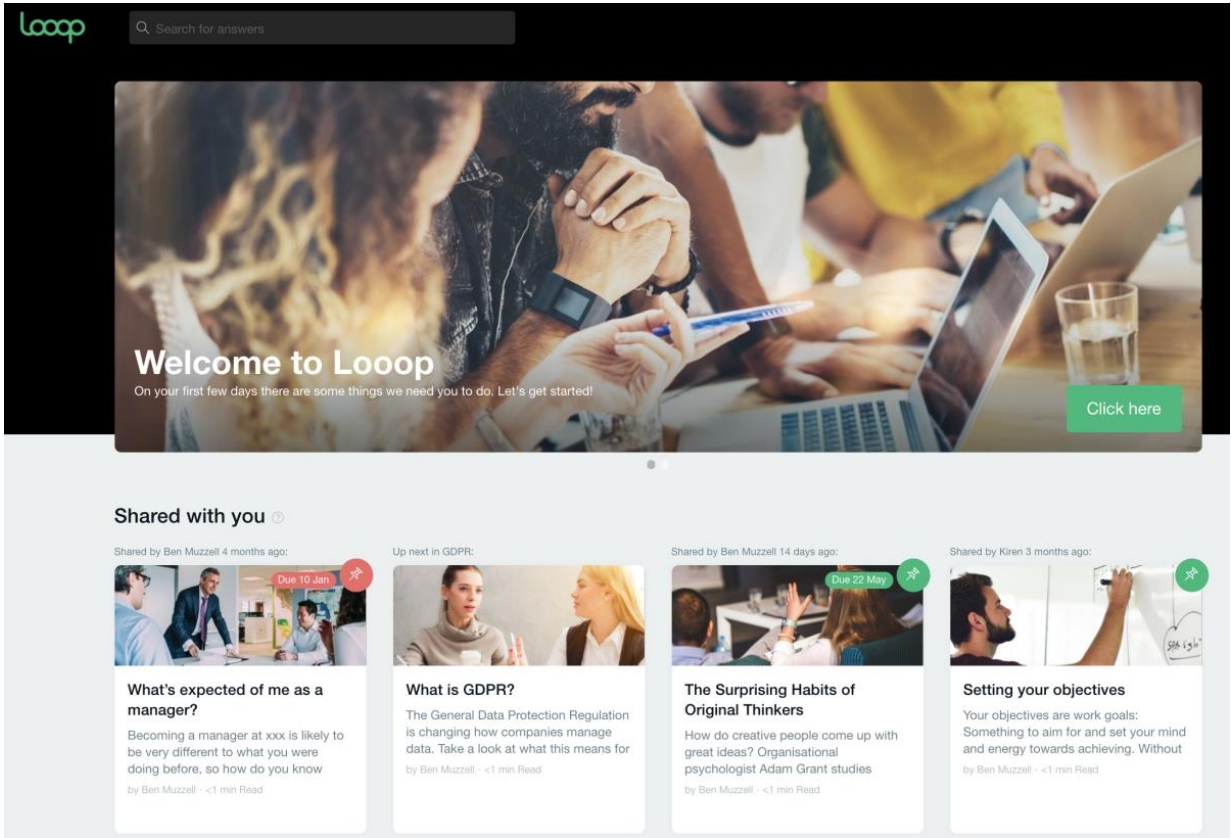 Looop
Search for answers
Welcome to Looop
On your first few days there are some things we need you to do. Let's get started!
Click here
Shared with you
Shared by Ben Muzzell 4 months ago:
Due 10 Jan
What's expected of me as a
manager?
Becoming a manager at xxx is likely to
be very different to what you were
doing before, so how do you know
by Ben Muzzell · <1 min Read
Up next in GDPR:
What is GDPR?
The General Data Protection Regulation
is changing how companies manage
data. Take a look at what this means for
by Ben Muzzell · <1 min Read
Shared by Ben Muzzell 14 days ago:
Due 22 May
The Surprising Habits of
Original Thinkers
How do creative people come up with
great ideas? Organisational
psychologist Adam Grant studies
by Ben Muzzell · <1 min Read
Shared by Kiren 3 months ago:
Setting your objectives
Your objectives are work goals:
Something to aim for and set your mind
and energy towards achieving. Without
by Ben Muzzell · <1 min Read